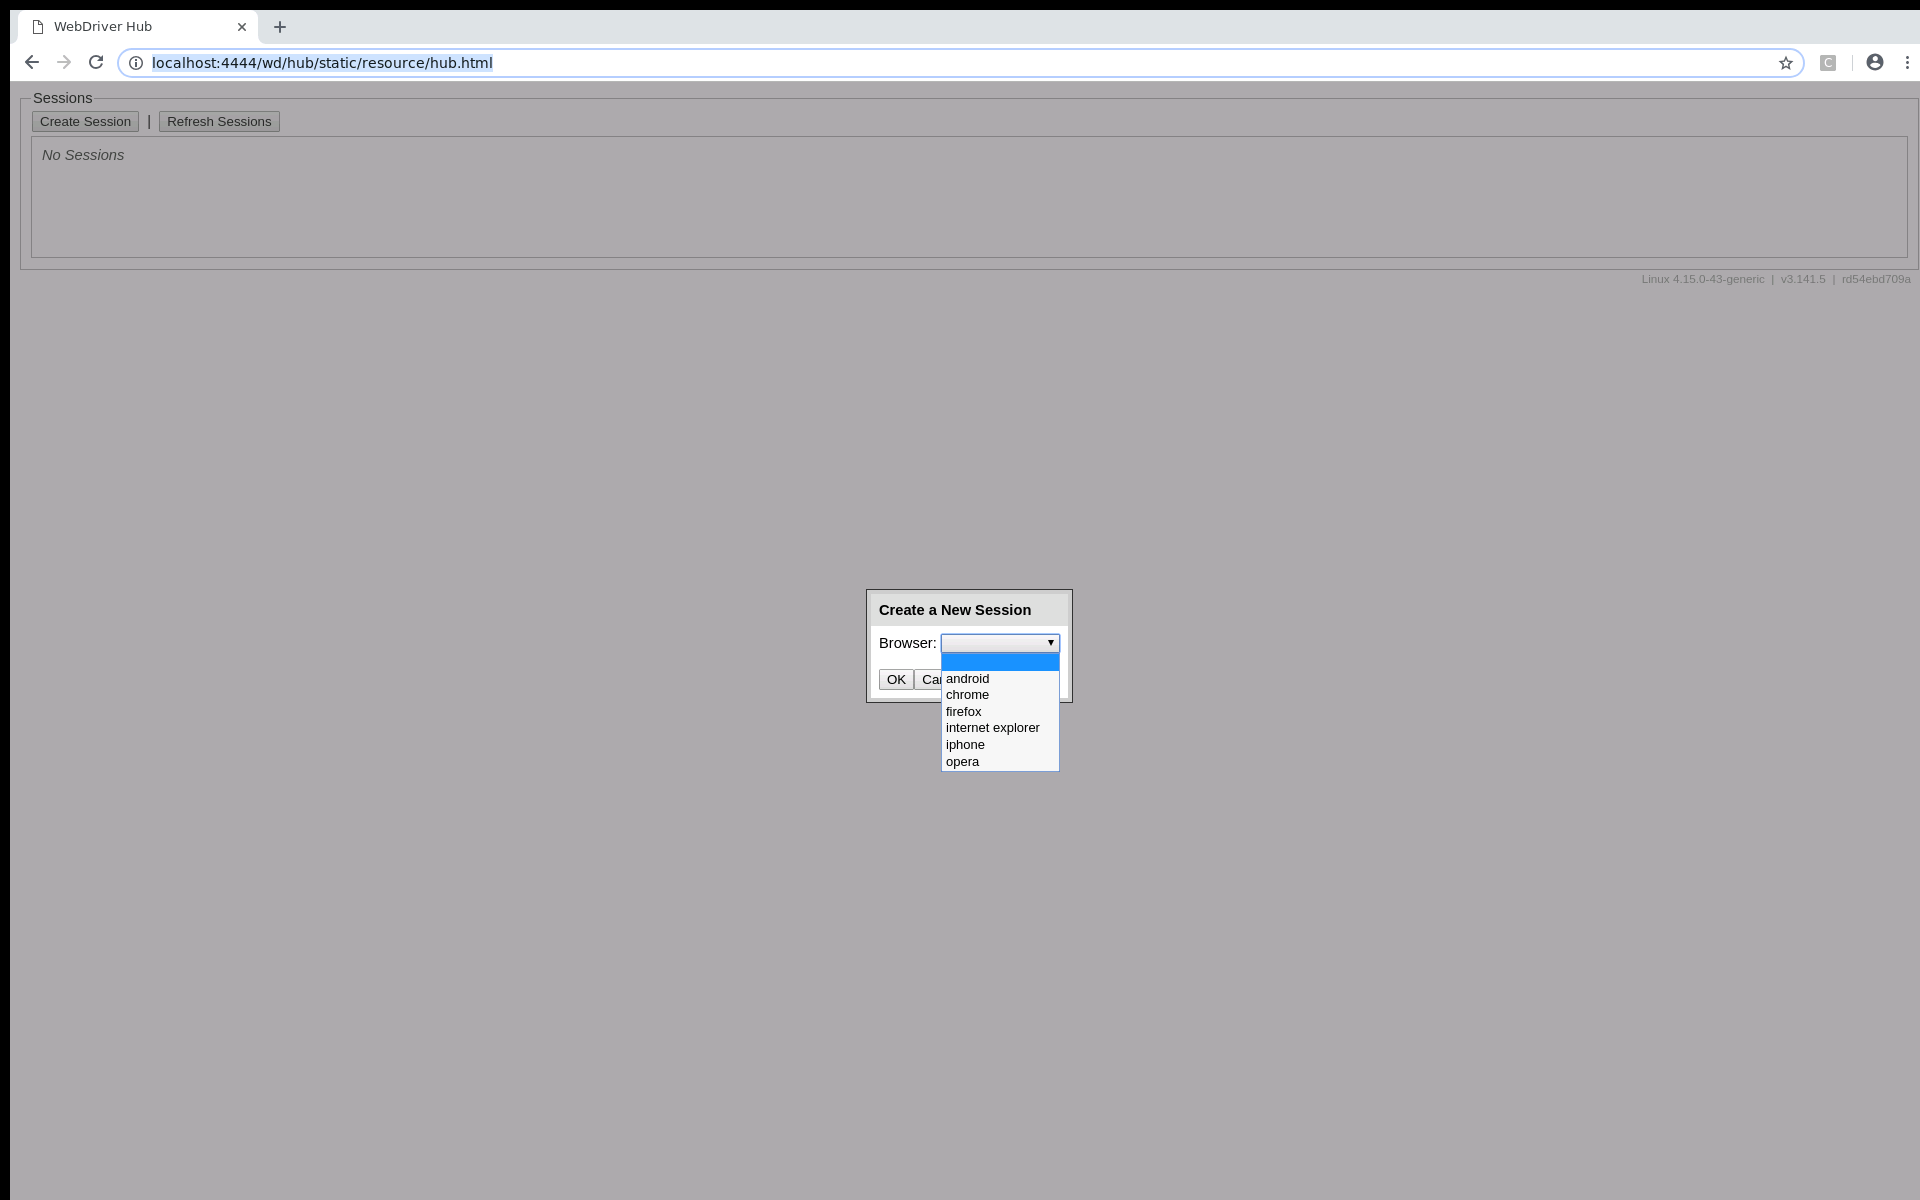 WebDriver Hub
localhost:4444/wd/hub/static/resource/hub.html
C
Sessions
Create Session | Refresh Sessions
No Sessions
Linux 4.15.0-43-generic | v3.141.5 | rd54ebd709a
Create a New Session
Browser:
OK
android
chrome
firefox
internet explorer
iphone
opera